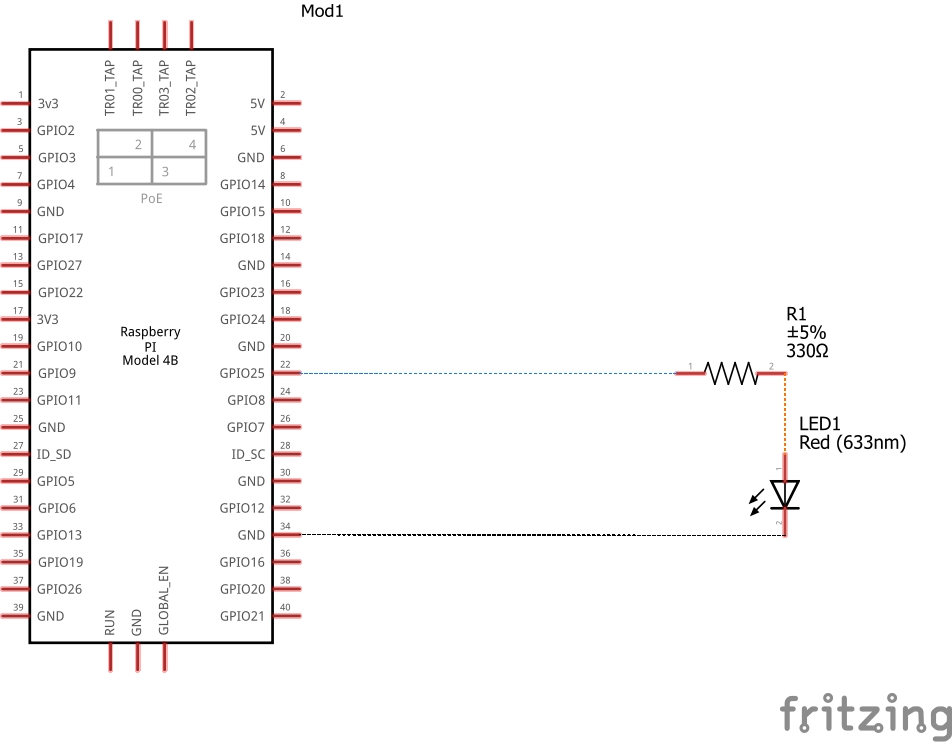 Mod1
TR01_TAP
TR00_TAP
TR03_TAP
TR02_TAP
1 3v3 5V 2
3 GPIO2 5V 4
5 GPIO3 GND 6
2 4
1 3
7 GPIO4 GPIO14 8
PoE
9 GND GPIO15 10
11 GPIO17 GPIO18 12
13 GPIO27 GND 14
15 GPIO22 GPIO23 16
17 3V3 GPIO24 18
Raspberry
PI
Model 4B
19 GPIO10 GND 20
21 GPIO9 GPIO25 22
23 GPIO11 GPIO8 24
25 GND GPIO7 26
27 ID_SD ID_SC 28
29 GPIO5 GND 30
31 GPIO6 GPIO12 32
33 GPIO13 GND 34
35 GPIO19 GPIO16 36
37 GPIO26 GPIO20 38
39 GND GPIO21 40
RUN
GND
GLOBAL_EN
R1
±5%
330Ω
1 2
LED1
Red (633nm)
1
2
fritzing